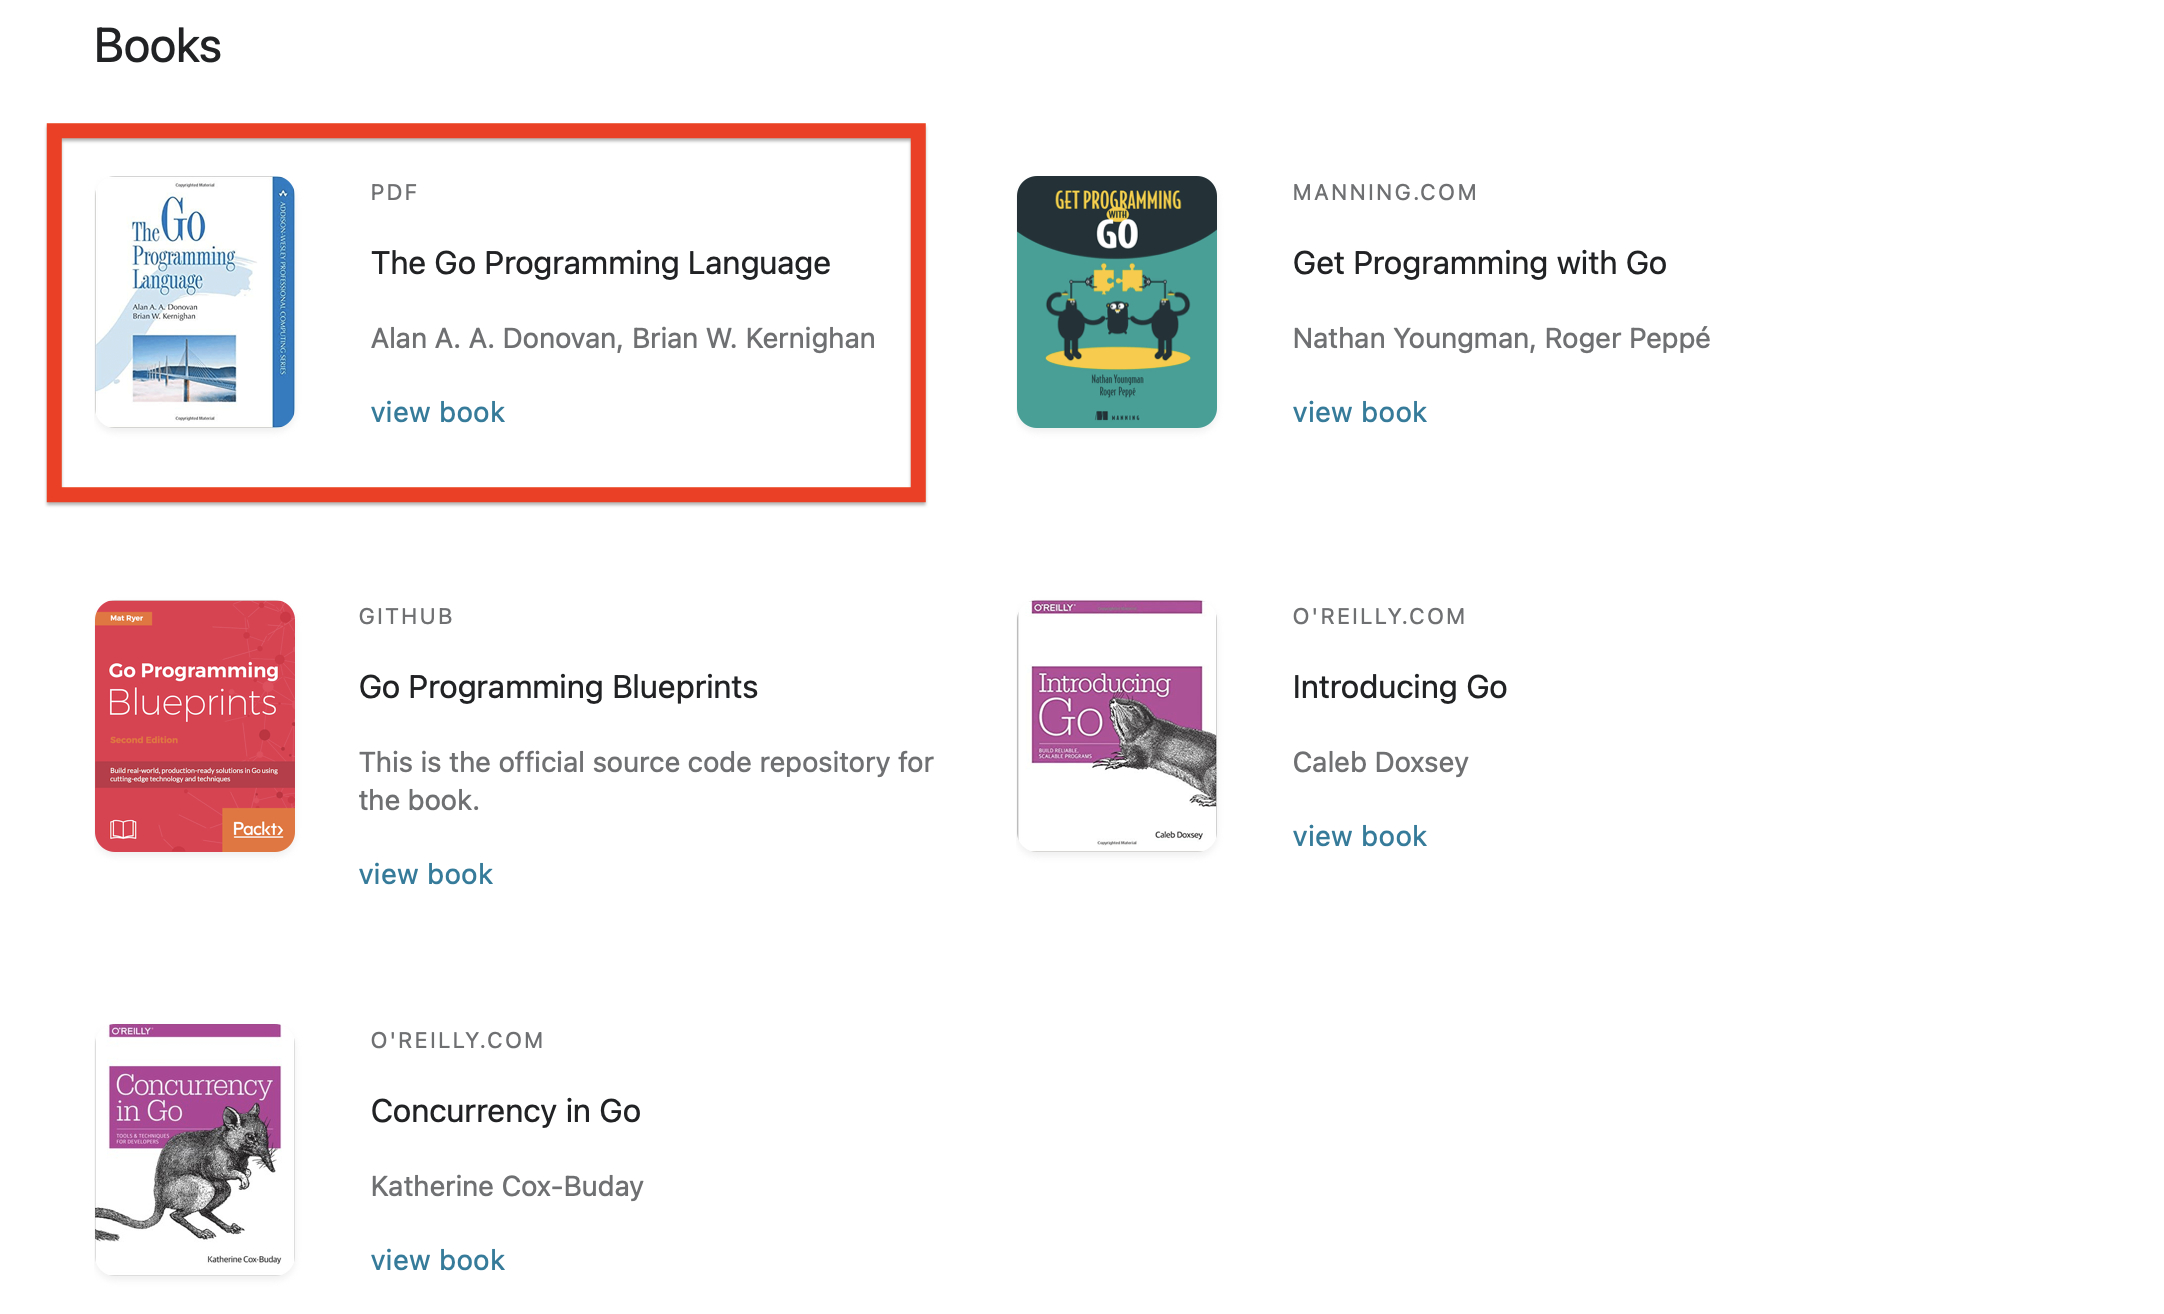 Books
Copyrighted Material
The Go
Programming
Language
Alan A. A. Donovan
Brian W. Kernighan
Copyrighted Material
ADDISON-WESLEY PROFESSIONAL COMPUTING SERIES
PDF
The Go Programming Language
Alan A. A. Donovan, Brian W. Kernighan
view book
GET PROGRAMMING
WITH
GO
Nathan Youngman
Roger Peppé
MANNING
MANNING.COM
Get Programming with Go
Nathan Youngman, Roger Peppé
view book
Mat Ryer
Go Programming
Blueprints
Second Edition
Build real-world, production-ready solutions in Go using
cutting-edge technology and techniques
Packt>
GITHUB
Go Programming Blueprints
This is the official source code repository for
the book.
view book
O'REILLY®
Introducing
Go
BUILD RELIABLE,
SCALABLE PROGRAMS
Caleb Doxsey
Copyrighted Material
O'REILLY.COM
Introducing Go
Caleb Doxsey
view book
O'REILLY®
Concurrency
in Go
TOOLS & TECHNIQUES
FOR DEVELOPERS
Katherine Cox-Buday
O'REILLY.COM
Concurrency in Go
Katherine Cox-Buday
view book